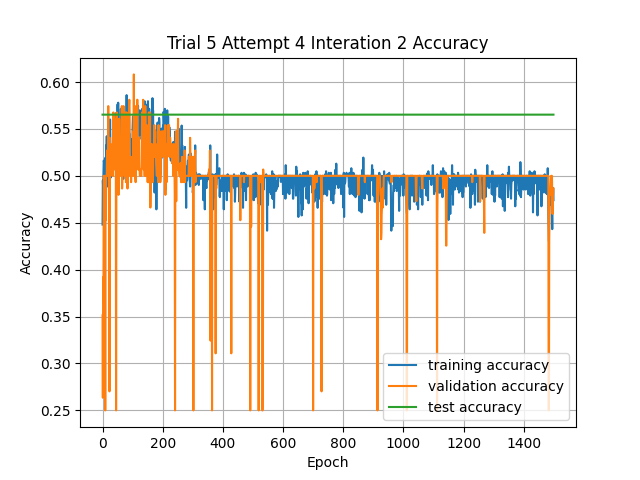 Trial 5 Attempt 4 Interation 2 Accuracy
0.60
0.55
0.50
0.45
0.40
0.35
0.30
0.25
Accuracy
training accuracy
validation accuracy
test accuracy
0 200 400 600 800 1000 1200 1400
Epoch